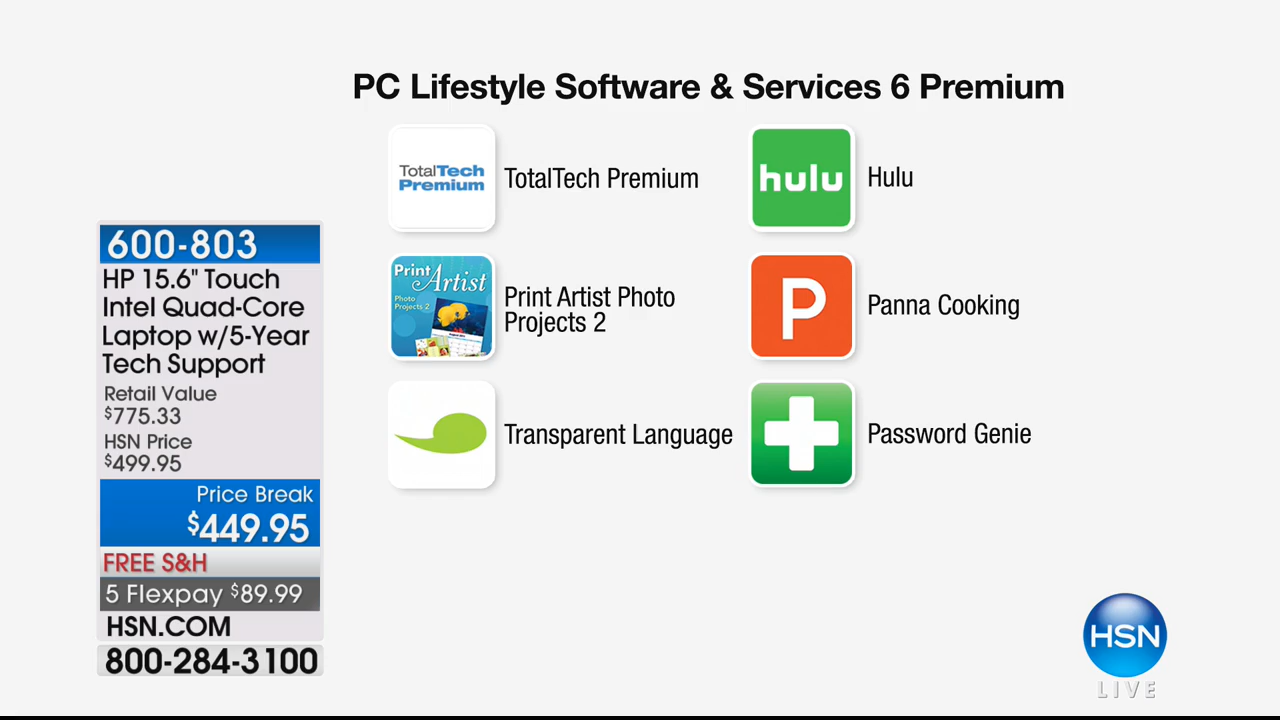 PC Lifestyle Software & Services 6 Premium
TotalTech
Premium
TotalTech Premium
hulu
Hulu
Print
Artist
Photo
Projects 2
Print Artist Photo
Projects 2
P
Panna Cooking
Transparent Language
Password Genie
600-803
HP 15.6" Touch
Intel Quad-Core
Laptop w/5-Year
Tech Support
Retail Value
$775.33
HSN Price
$499.95
Price Break
$449.95
FREE S&H
5 Flexpay $89.99
HSN.COM
800-284-3100
HSN
LIVE